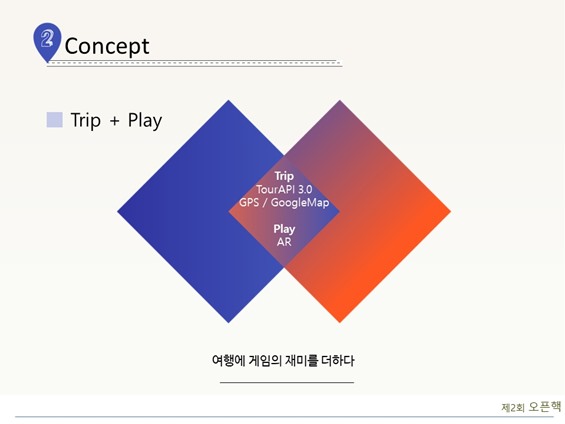 2 Concept
Trip + Play
Trip
TourAPI 3.0
GPS / GoogleMap
Play
AR
여행에 게임의 재미를 더하다
제2회 오픈핵